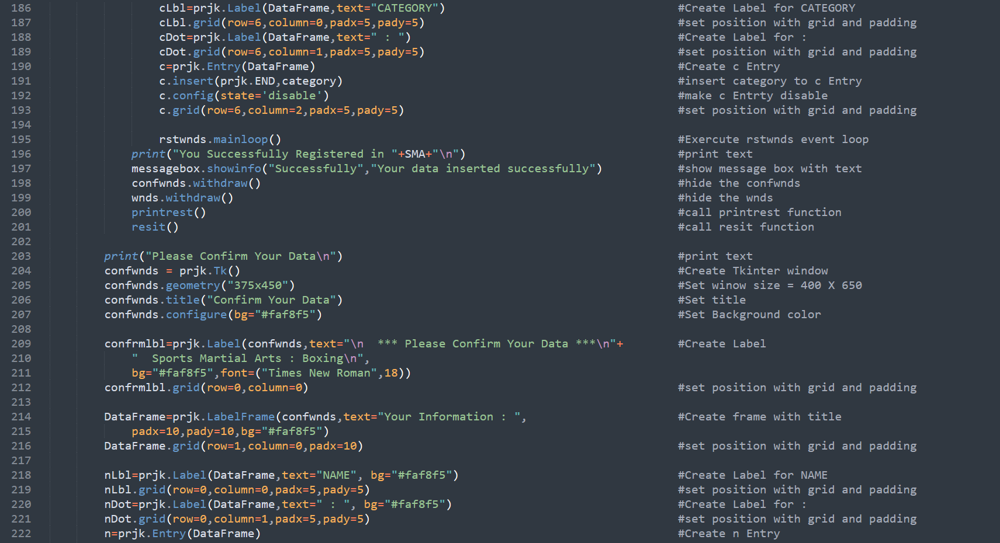 186 cLbl=prjk.Label(DataFrame,text="CATEGORY") #Create Label for CATEGORY
187 cLbl.grid(row=6,column=0,padx=5,pady=5) #set position with grid and padding
188 cDot=prjk.Label(DataFrame,text=" : ") #Create Label for :
189 cDot.grid(row=6,column=1,padx=5,pady=5) #set position with grid and padding
190 c=prjk.Entry(DataFrame) #Create c Entry
191 c.insert(prjk.END,category) #insert category to c Entry
192 c.config(state='disable') #make c Entrty disable
193 c.grid(row=6,column=2,padx=5,pady=5) #set position with grid and padding
194
195 rstwnds.mainloop() #Exercute rstwnds event loop
196 print("You Successfully Registered in "+SMA+"\n") #print text
197 messagebox.showinfo("Successfully","Your data inserted successfully") #show message box with text
198 confwnds.withdraw() #hide the confwnds
199 wnds.withdraw() #hide the wnds
200 printrest() #call printrest function
201 resit() #call resit function
202
203 print("Please Confirm Your Data\n") #print text
204 confwnds = prjk.Tk() #Create Tkinter window
205 confwnds.geometry("375x450") #Set winow size = 400 X 650
206 confwnds.title("Confirm Your Data") #Set title
207 confwnds.configure(bg="#faf8f5") #Set Background color
208
209 confrmlbl=prjk.Label(confwnds,text="\n  *** Please Confirm Your Data ***\n"+ #Create Label
210 "  Sports Martial Arts : Boxing\n",
211 bg="#faf8f5",font=("Times New Roman",18))
212 confrmlbl.grid(row=0,column=0) #set position with grid and padding
213
214 DataFrame=prjk.LabelFrame(confwnds,text="Your Information : ", #Create frame with title
215 padx=10,pady=10,bg="#faf8f5")
216 DataFrame.grid(row=1,column=0,padx=10) #set position with grid and padding
217
218 nLbl=prjk.Label(DataFrame,text="NAME", bg="#faf8f5") #Create Label for NAME
219 nLbl.grid(row=0,column=0,padx=5,pady=5) #set position with grid and padding
220 nDot=prjk.Label(DataFrame,text=" : ", bg="#faf8f5") #Create Label for :
221 nDot.grid(row=0,column=1,padx=5,pady=5) #set position with grid and padding
222 n=prjk.Entry(DataFrame) #Create n Entry